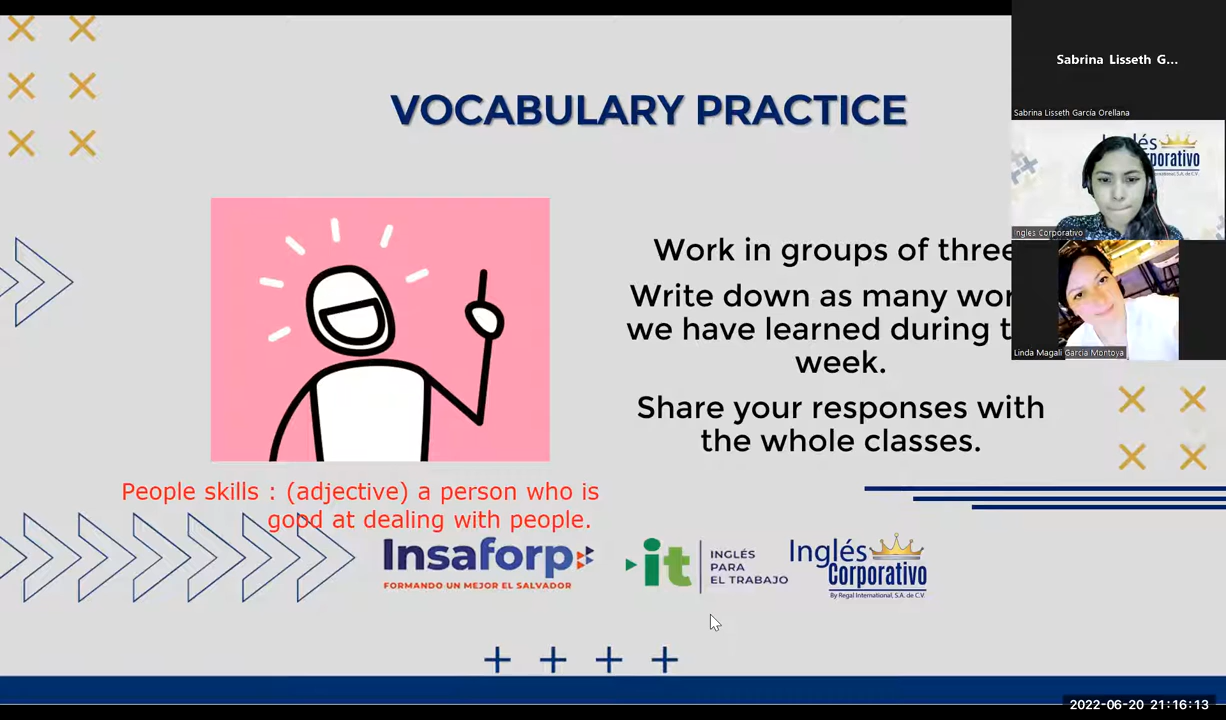 VOCABULARY PRACTICE
Work in groups of three
Write down as many wor
we have learned during t
week.
Share your responses with
the whole classes.
People skills : (adjective) a person who is
good at dealing with people.
Insaforp
FORMANDO UN MEJOR EL SALVADOR
it
INGLÉS
PARA
EL TRABAJO
Inglés
Corporativo
By Regal International, S.A. de C.V.
Sabrina Lisseth G...
Sabrina Lisseth García Orellana
Inglés Corporativo
Linda Magali Garcia Montoya
2022-06-20 21:16:13